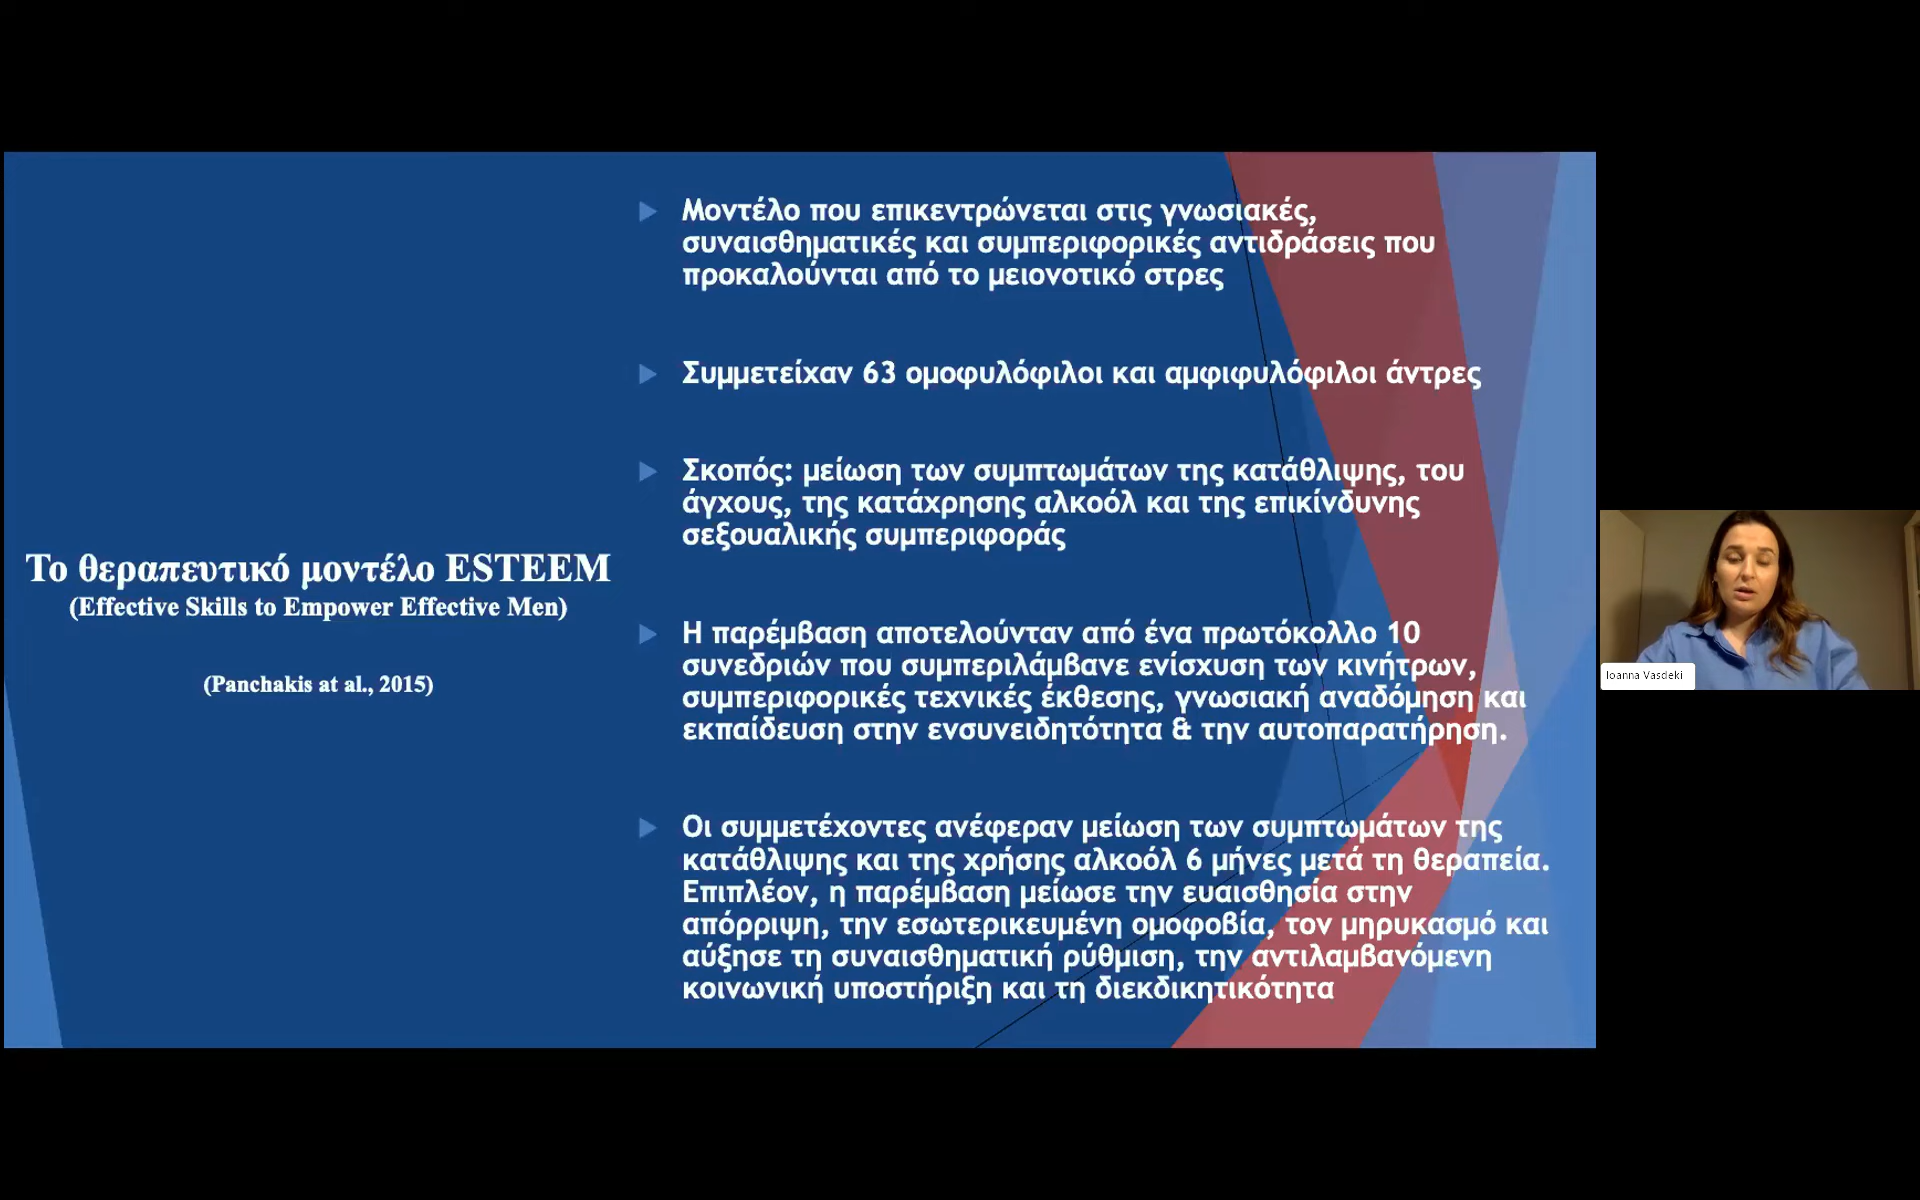 Το θεραπευτικό μοντέλο ESTEEM
(Effective Skills to Empower Effective Men)
(Panchakis at al., 2015)
Μοντέλο που επικεντρώνεται στις γνωσιακές,
συναισθηματικές και συμπεριφορικές αντιδράσεις που
προκαλούνται από το μειονοτικό στρες
Συμμετείχαν 63 ομοφυλόφιλοι και αμφιφυλόφιλοι άντρες
Σκοπός: μείωση των συμπτωμάτων της κατάθλιψης, του
άγχους, της κατάχρησης αλκοόλ και της επικίνδυνης
σεξουαλικής συμπεριφοράς
Η παρέμβαση αποτελούνταν από ένα πρωτόκολλο 10
συνεδριών που συμπεριλάμβανε ενίσχυση των κινήτρων,
συμπεριφορικές τεχνικές έκθεσης, γνωσιακή αναδόμηση και
εκπαίδευση στην ενσυνειδητότητα & την αυτοπαρατήρηση.
Οι συμμετέχοντες ανέφεραν μείωση των συμπτωμάτων της
κατάθλιψης και της χρήσης αλκοόλ 6 μήνες μετά τη θεραπεία.
Επιπλέον, η παρέμβαση μείωσε την ευαισθησία στην
απόρριψη, την εσωτερικευμένη ομοφοβία, τον μηρυκασμό και
αύξησε τη συναισθηματική ρύθμιση, την αντιλαμβανόμενη
κοινωνική υποστήριξη και τη διεκδικητικότητα
Ioanna Vasdeki